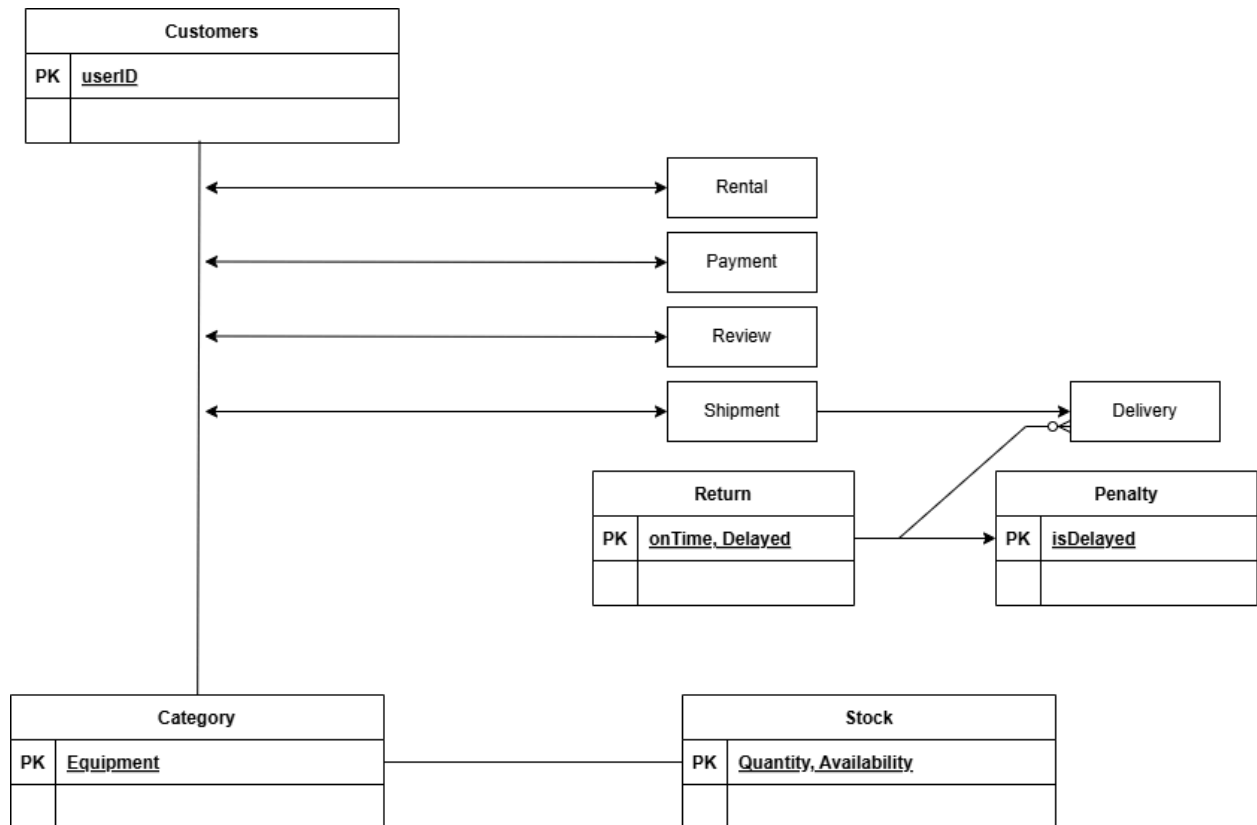 Customers
PK userID
Rental
Payment
Review
Shipment
Delivery
Return
PK onTime, Delayed
Penalty
PK isDelayed
Category
PK Equipment
Stock
PK Quantity, Availability